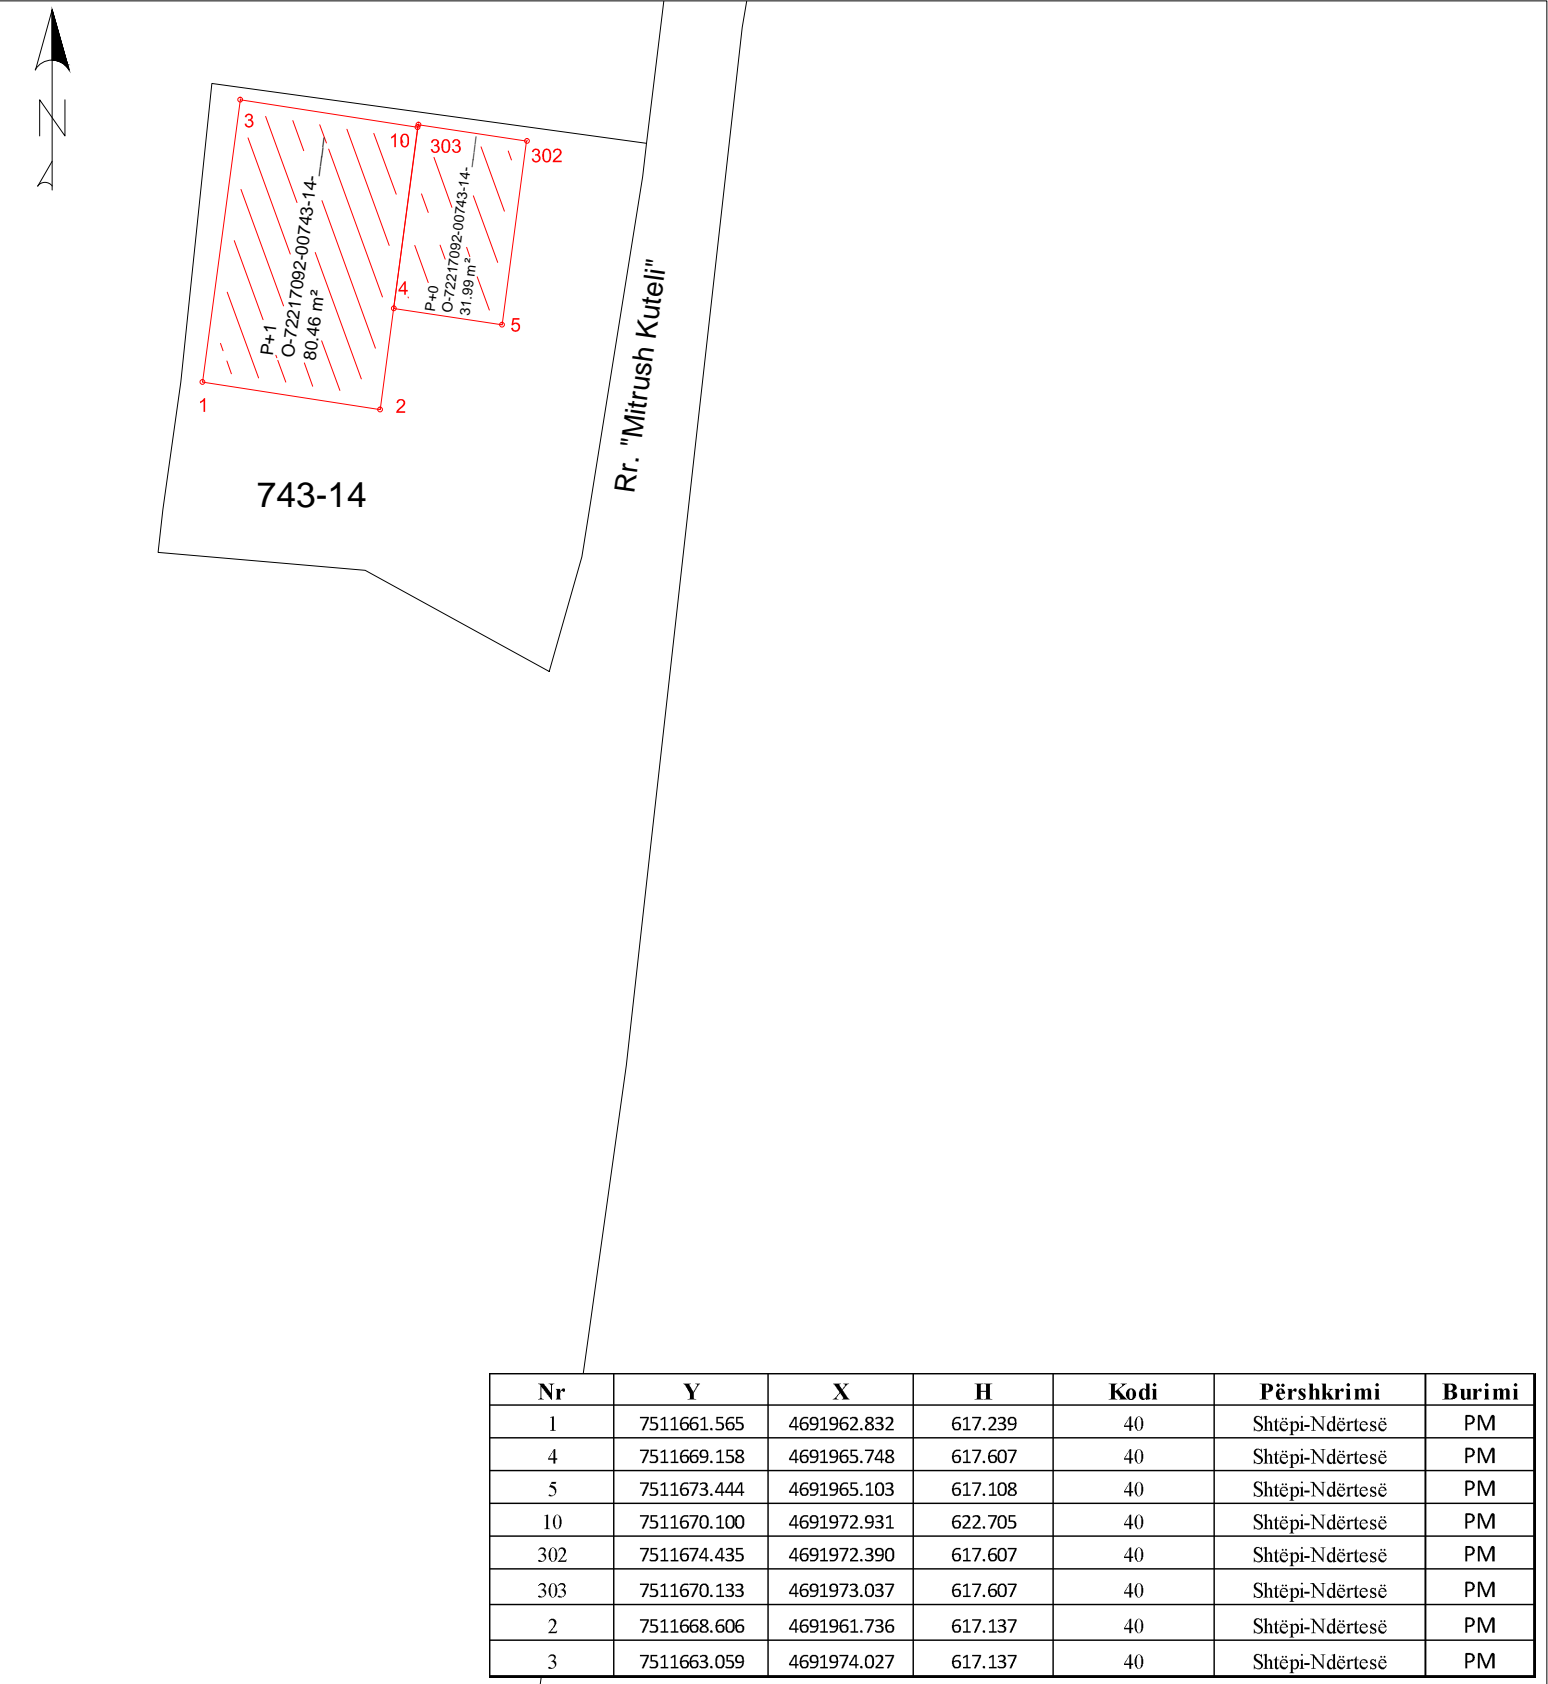 N
3
10
303
302
P+1
O-72217092-00743-14-
80.46 m²
P+0
O-72217092-00743-14-
31.99 m²
4
5
1
2
Rr. "Mitrush Kuteli"
743-14
Nr Y X H Kodi Përshkrimi Burimi
1 7511661.565 4691962.832 617.239 40 Shtëpi-Ndërtesë PM
4 7511669.158 4691965.748 617.607 40 Shtëpi-Ndërtesë PM
5 7511673.444 4691965.103 617.108 40 Shtëpi-Ndërtesë PM
10 7511670.100 4691972.931 622.705 40 Shtëpi-Ndërtesë PM
302 7511674.435 4691972.390 617.607 40 Shtëpi-Ndërtesë PM
303 7511670.133 4691973.037 617.607 40 Shtëpi-Ndërtesë PM
2 7511668.606 4691961.736 617.137 40 Shtëpi-Ndërtesë PM
3 7511663.059 4691974.027 617.137 40 Shtëpi-Ndërtesë PM